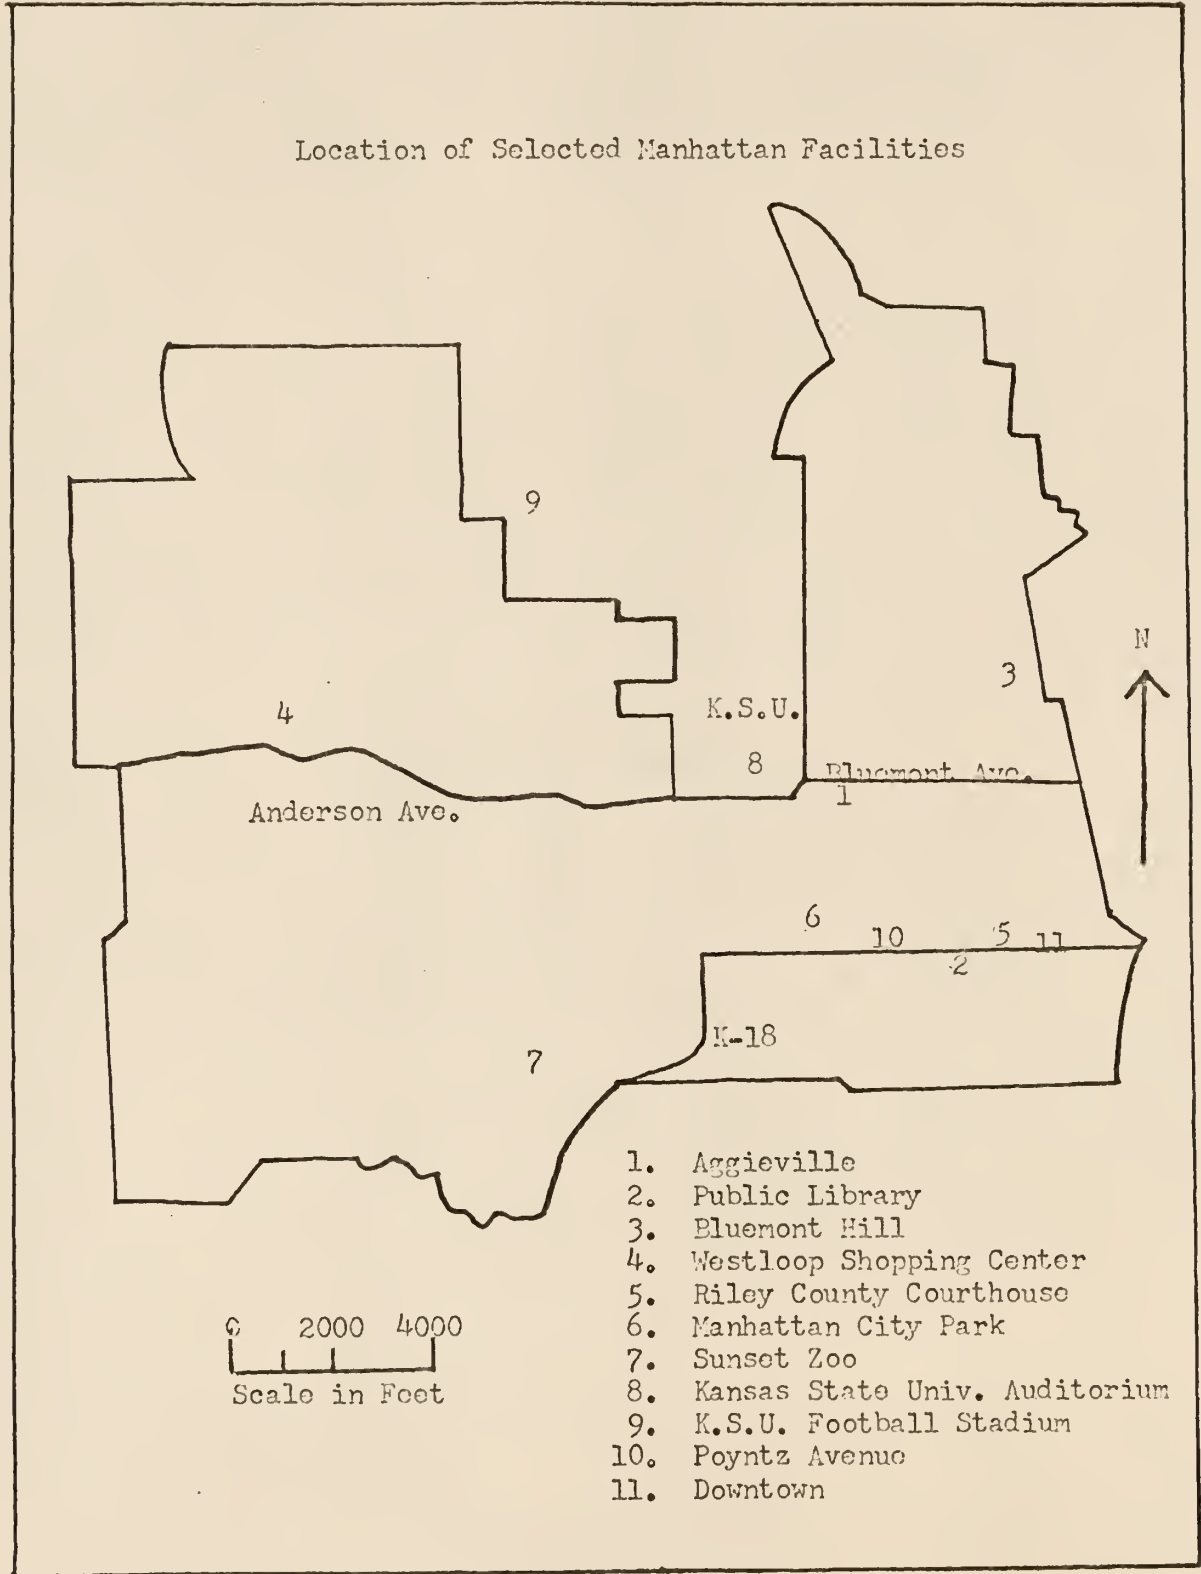 Location of Selected Manhattan Facilities
9
N
3
4
K.S.U.
8
Bluemont Ave.
1
Anderson Ave.
6
10
5
11
2
K-18
7
1. Aggieville
2. Public Library
3. Bluemont Hill
4. Westloop Shopping Center
5. Riley County Courthouse
6. Manhattan City Park
7. Sunset Zoo
8. Kansas State Univ. Auditorium
9. K.S.U. Football Stadium
10. Poyntz Avenue
11. Downtown
0 2000 4000
Scale in Feet